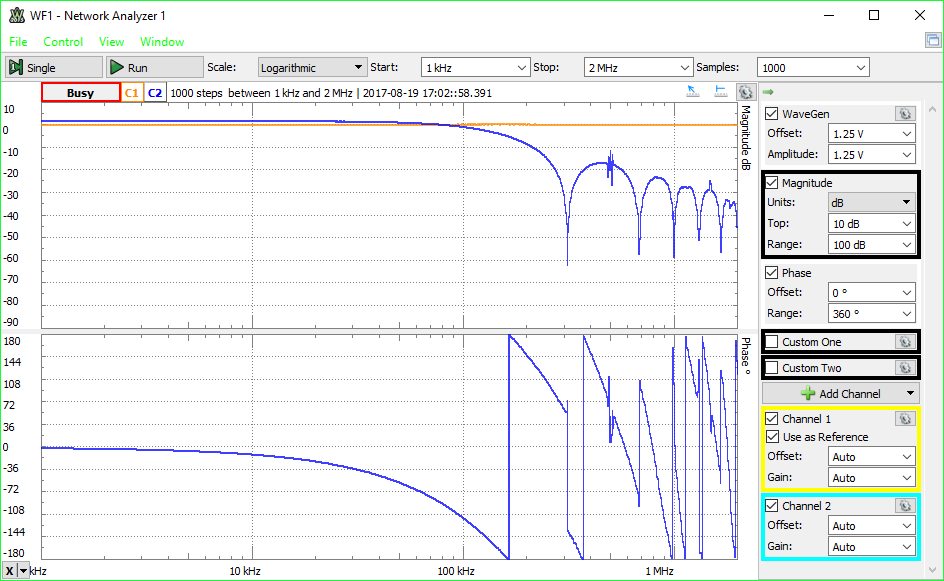 WF1 - Network Analyzer 1
File Control View Window
Single Run Scale: Logarithmic Start: 1 kHz Stop: 2 MHz Samples: 1000
Busy C1 C2 1000 steps between 1 kHz and 2 MHz | 2017-08-19 17:02::58.391
10
0
-10
-20
-30
-40
-50
-60
-70
-80
-90
Magnitude dB
180
144
108
72
36
0
-36
-72
-108
-144
-180
Phase °
X kHz 10 kHz 100 kHz 1 MHz
WaveGen
Offset: 1.25 V
Amplitude: 1.25 V
Magnitude
Units: dB
Top: 10 dB
Range: 100 dB
Phase
Offset: 0 °
Range: 360 °
Custom One
Custom Two
Add Channel
Channel 1
Use as Reference
Offset: Auto
Gain: Auto
Channel 2
Offset: Auto
Gain: Auto